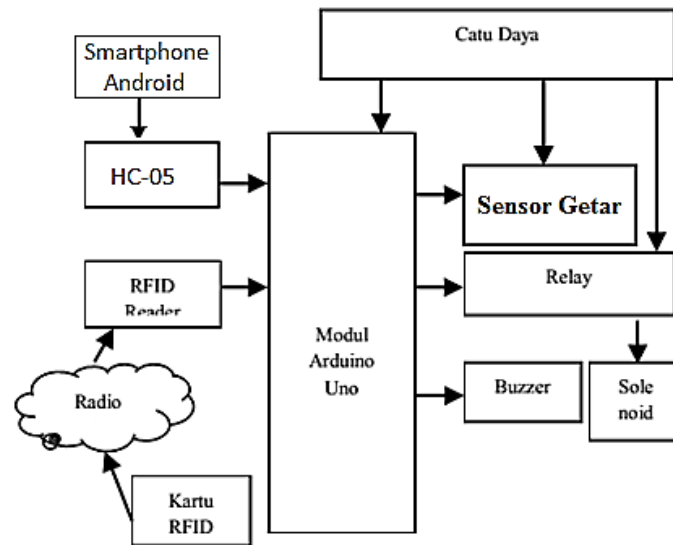 Smartphone
Android
Catu Daya
HC-05
Sensor Getar
RFID
Reader
Relay
Modul
Arduino
Uno
Radio
Buzzer
Sole
noid
Kartu
RFID